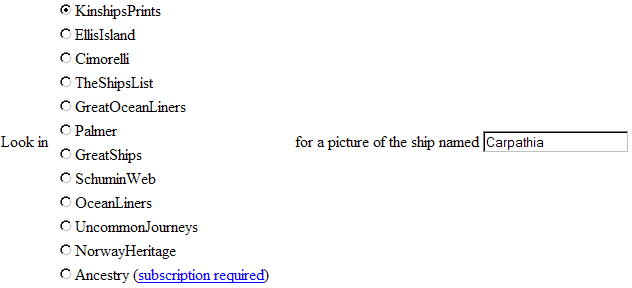 KinshipsPrints
EllisIsland
Cimorelli
TheShipsList
GreatOceanLiners
Look in Palmer for a picture of the ship named Carpathia
GreatShips
SchuminWeb
OceanLiners
UncommonJourneys
NorwayHeritage
Ancestry (subscription required)